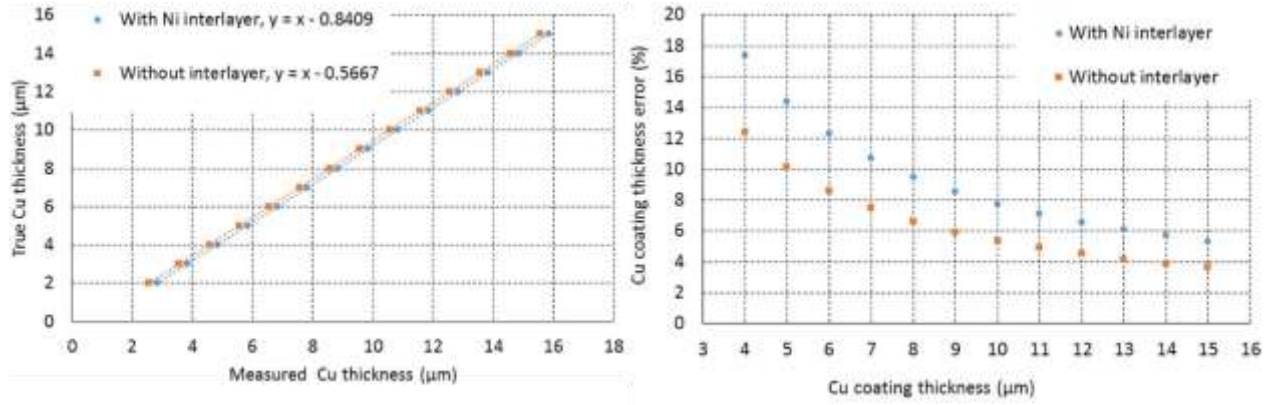 With Ni interlayer, y = x - 0.8409
Without interlayer, y = x - 0.5667
True Cu thickness (μm)
16
14
12
10
8
6
4
2
0
0 2 4 6 8 10 12 14 16 18
Measured Cu thickness (μm)
With Ni interlayer
Without interlayer
Cu coating thickness error (%)
20
18
16
14
12
10
8
6
4
2
0
3 4 5 6 7 8 9 10 11 12 13 14 15 16
Cu coating thickness (μm)